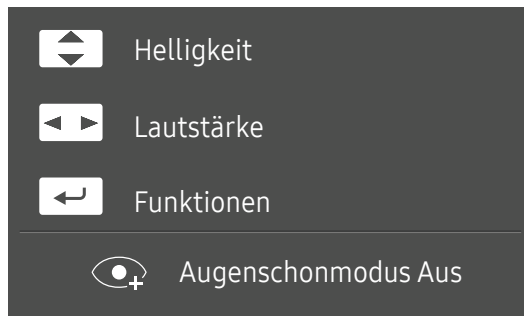 Helligkeit
Lautstärke
Funktionen
Augenschonmodus Aus